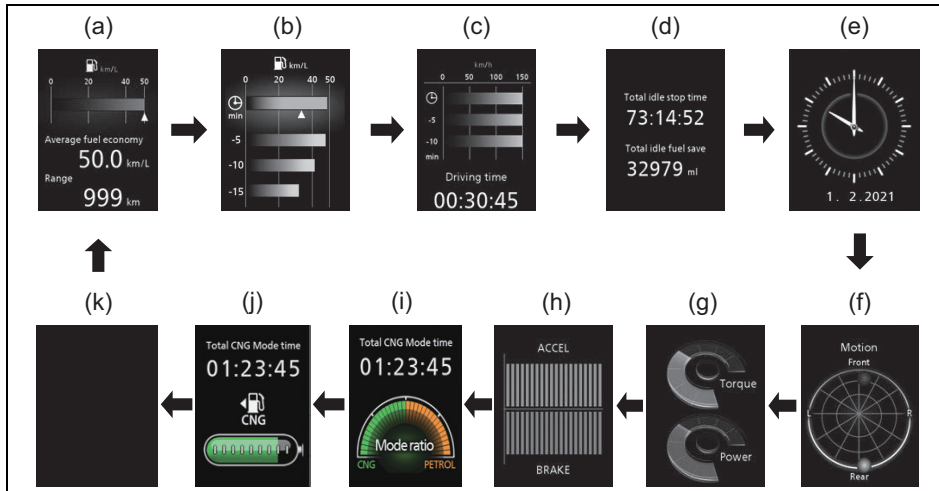 (a)
km/L
0 20 40 50
Average fuel economy
50.0 km/L
Range
999 km
(b)
km/L
0 20 40 50
min
-5
-10
-15
(c)
km/h
0 50 100 150
-5
-10
min
Driving time
00:30:45
(d)
Total idle stop time
73:14:52
Total idle fuel save
32979 ml
(e)
1. 2.2021
(k)
(j)
Total CNG Mode time
01:23:45
CNG
(i)
Total CNG Mode time
01:23:45
Mode ratio
CNG PETROL
(h)
ACCEL
BRAKE
(g)
Torque
Power
(f)
Motion
Front
L R
Rear